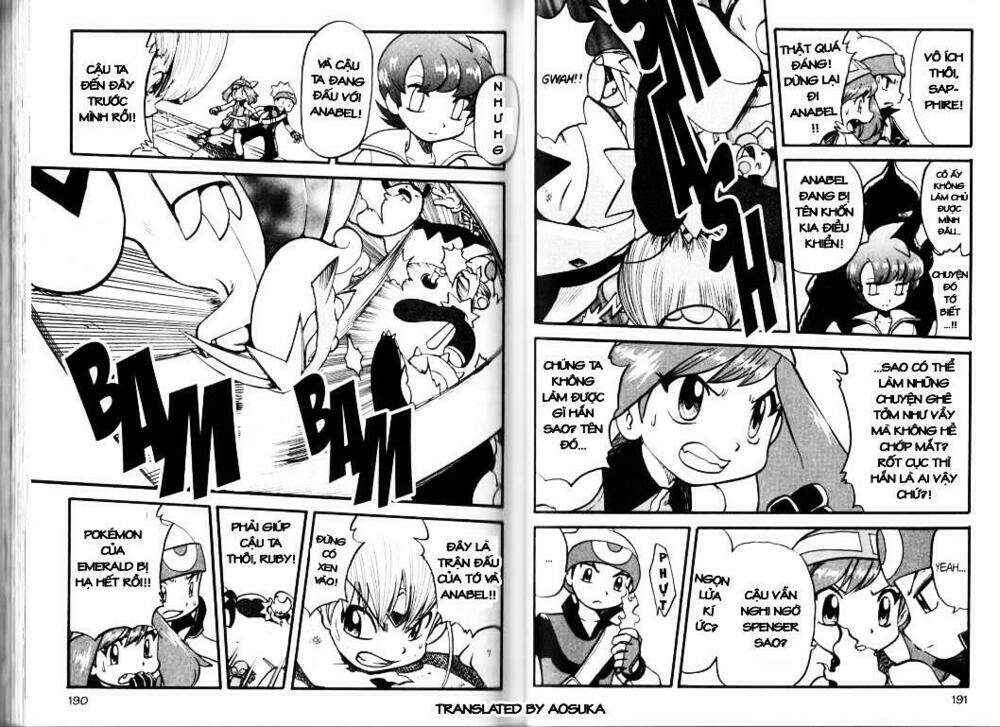 CẬU TA
ĐẾN ĐÂY
TRƯỚC
MÌNH RỒI!
VÀ CẬU
TA ĐANG
ĐẤU VỚI
ANABEL!
NHƯNG
BAM
BAM
POKÉMON
CỦA
EMERALD BỊ
HẠ HẾT RỒI!!!
PHẢI GIÚP
CẬU TA
THÔI, RUBY!
ĐỪNG
CÓ XEN
VÀO!
ĐÂY LÀ
TRẬN ĐẤU
CỦA TỚ VÀ
ANABEL!!
190
GWAH!!
SMASH
THẬT QUÁ
ĐÁNG!
DỪNG LẠI
ĐI
ANABEL
!!
VÔ ÍCH
THÔI,
SAP-
PHIRE!
ANABEL
ĐANG BỊ
TÊN KHỐN
KIA ĐIỀU
KHIỂN!
CÔ ẤY
KHÔNG
LÀM CHỦ
ĐƯỢC
MÌNH
ĐÂU...
CHUYỆN
ĐÓ TỚ
BIẾT
...!!
CHÚNG TA
KHÔNG
LÀM ĐƯỢC
GÌ HẮN
SAO? TÊN
ĐÓ...
...SAO CÓ THỂ
LÀM NHỮNG
CHUYỆN GHÊ
TỞM NHƯ VẬY
MÀ KHÔNG HỀ
CHỚP MẮT?
RỐT CỤC THÌ
HẮN LÀ AI VẬY
CHỨ?!
...
PHỰT
NGỌN
LỬA
KÍ
ỨC?
CẬU VẪN
NGHI NGỜ
SPENSER
SAO?
YEAH...
191
TRANSLATED BY AOSUKA